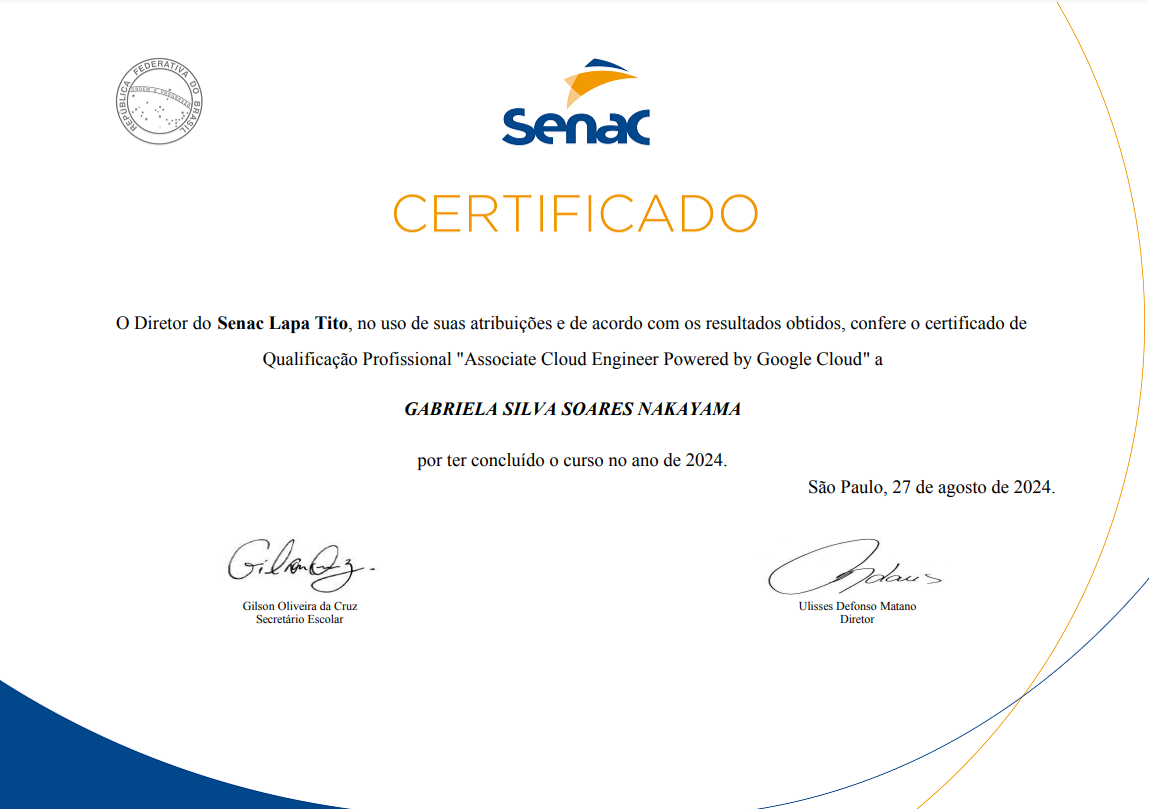 REPÚBLICA FEDERATIVA DO BRASIL
ORDEM E PROGRESSO
Senac
CERTIFICADO
O Diretor do Senac Lapa Tito, no uso de suas atribuições e de acordo com os resultados obtidos, confere o certificado de
Qualificação Profissional "Associate Cloud Engineer Powered by Google Cloud" a
GABRIELA SILVA SOARES NAKAYAMA
por ter concluído o curso no ano de 2024.
São Paulo, 27 de agosto de 2024.
Gilson Oliveira da Cruz
Secretário Escolar
Ulisses Defonso Matano
Diretor